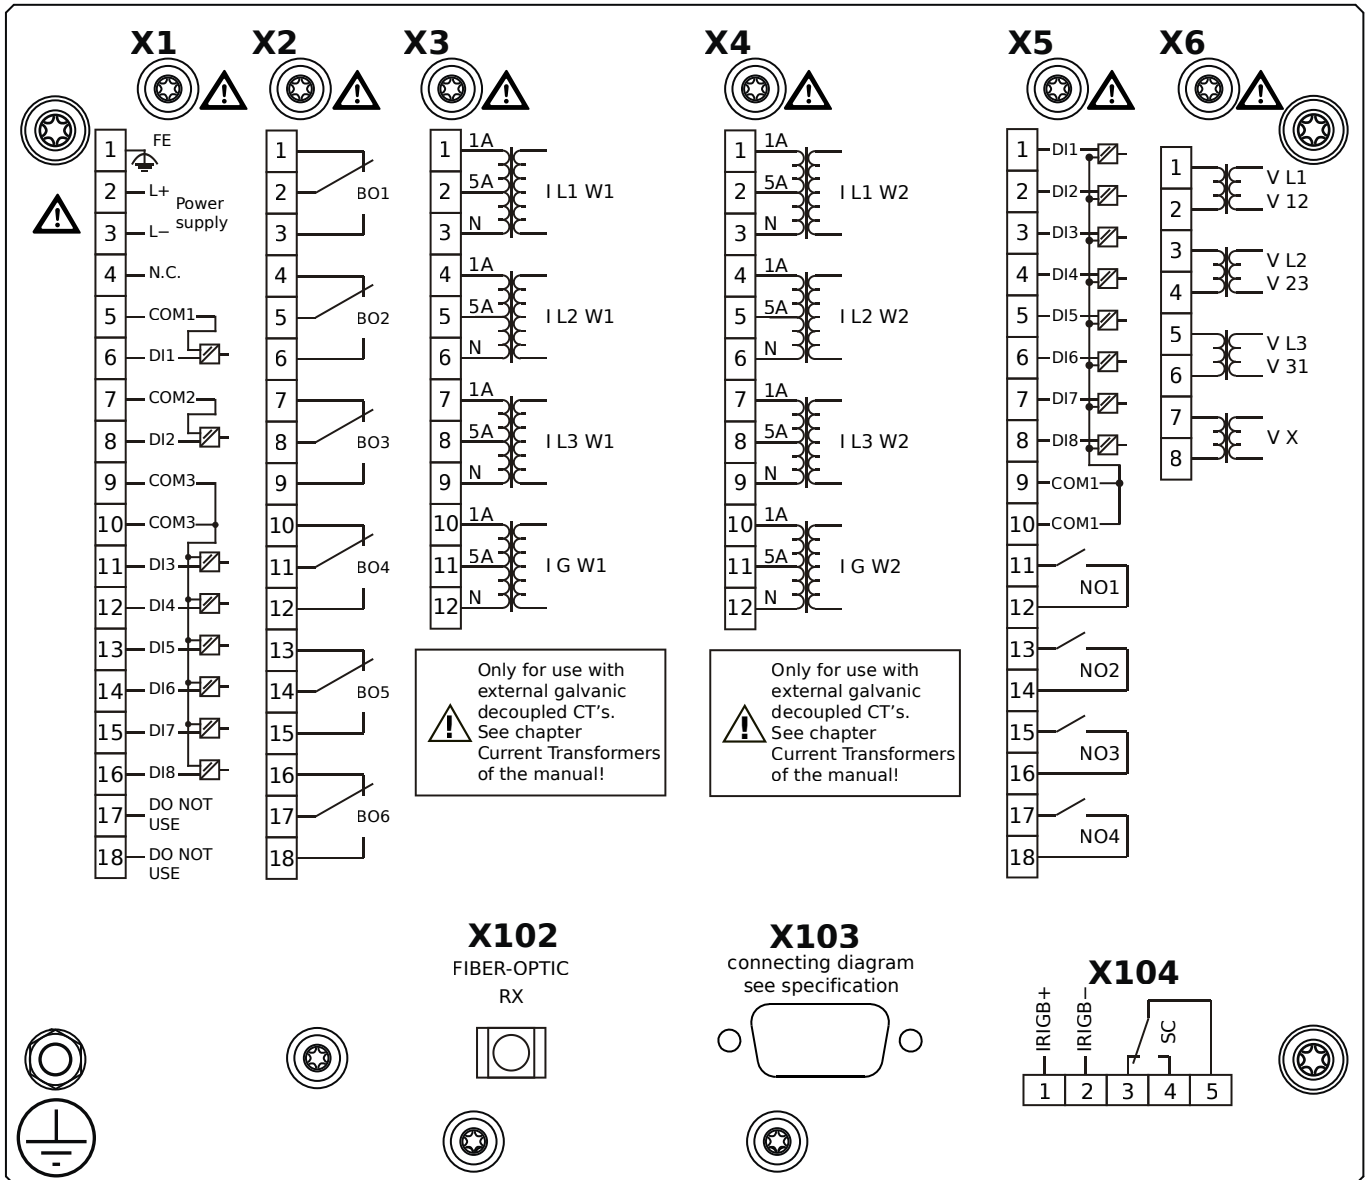 X1
X2
X3
X4
X5
X6
1
FE
2
L+
Power
supply
3
L−
4
N.C.
5
COM1
6
DI1
7
COM2
8
DI2
9
COM3
10
COM3
11
DI3
12
DI4
13
DI5
14
DI6
15
DI7
16
DI8
17
DO NOT
USE
18
DO NOT
USE
1
2
BO1
3
4
5
BO2
6
7
8
BO3
9
10
11
BO4
12
13
14
BO5
15
16
17
BO6
18
1
1A
2
5A
I L1 W1
3
N
4
1A
5
5A
I L2 W1
6
N
7
1A
8
5A
I L3 W1
9
N
10
1A
11
5A
I G W1
12
N
Only for use with
external galvanic
decoupled CT's.
See chapter
Current Transformers
of the manual!
1
1A
2
5A
I L1 W2
3
N
4
1A
5
5A
I L2 W2
6
N
7
1A
8
5A
I L3 W2
9
N
10
1A
11
5A
I G W2
12
N
Only for use with
external galvanic
decoupled CT's.
See chapter
Current Transformers
of the manual!
1
DI1
2
DI2
3
DI3
4
DI4
5
DI5
6
DI6
7
DI7
8
DI8
9
COM1
10
COM1
11
NO1
12
13
NO2
14
15
NO3
16
17
NO4
18
1
V L1
2
V 12
3
V L2
4
V 23
5
V L3
6
V 31
7
V X
8
X102
FIBER-OPTIC
RX
X103
connecting diagram
see specification
X104
IRIGB+
IRIGB−
SC
1
2
3
4
5